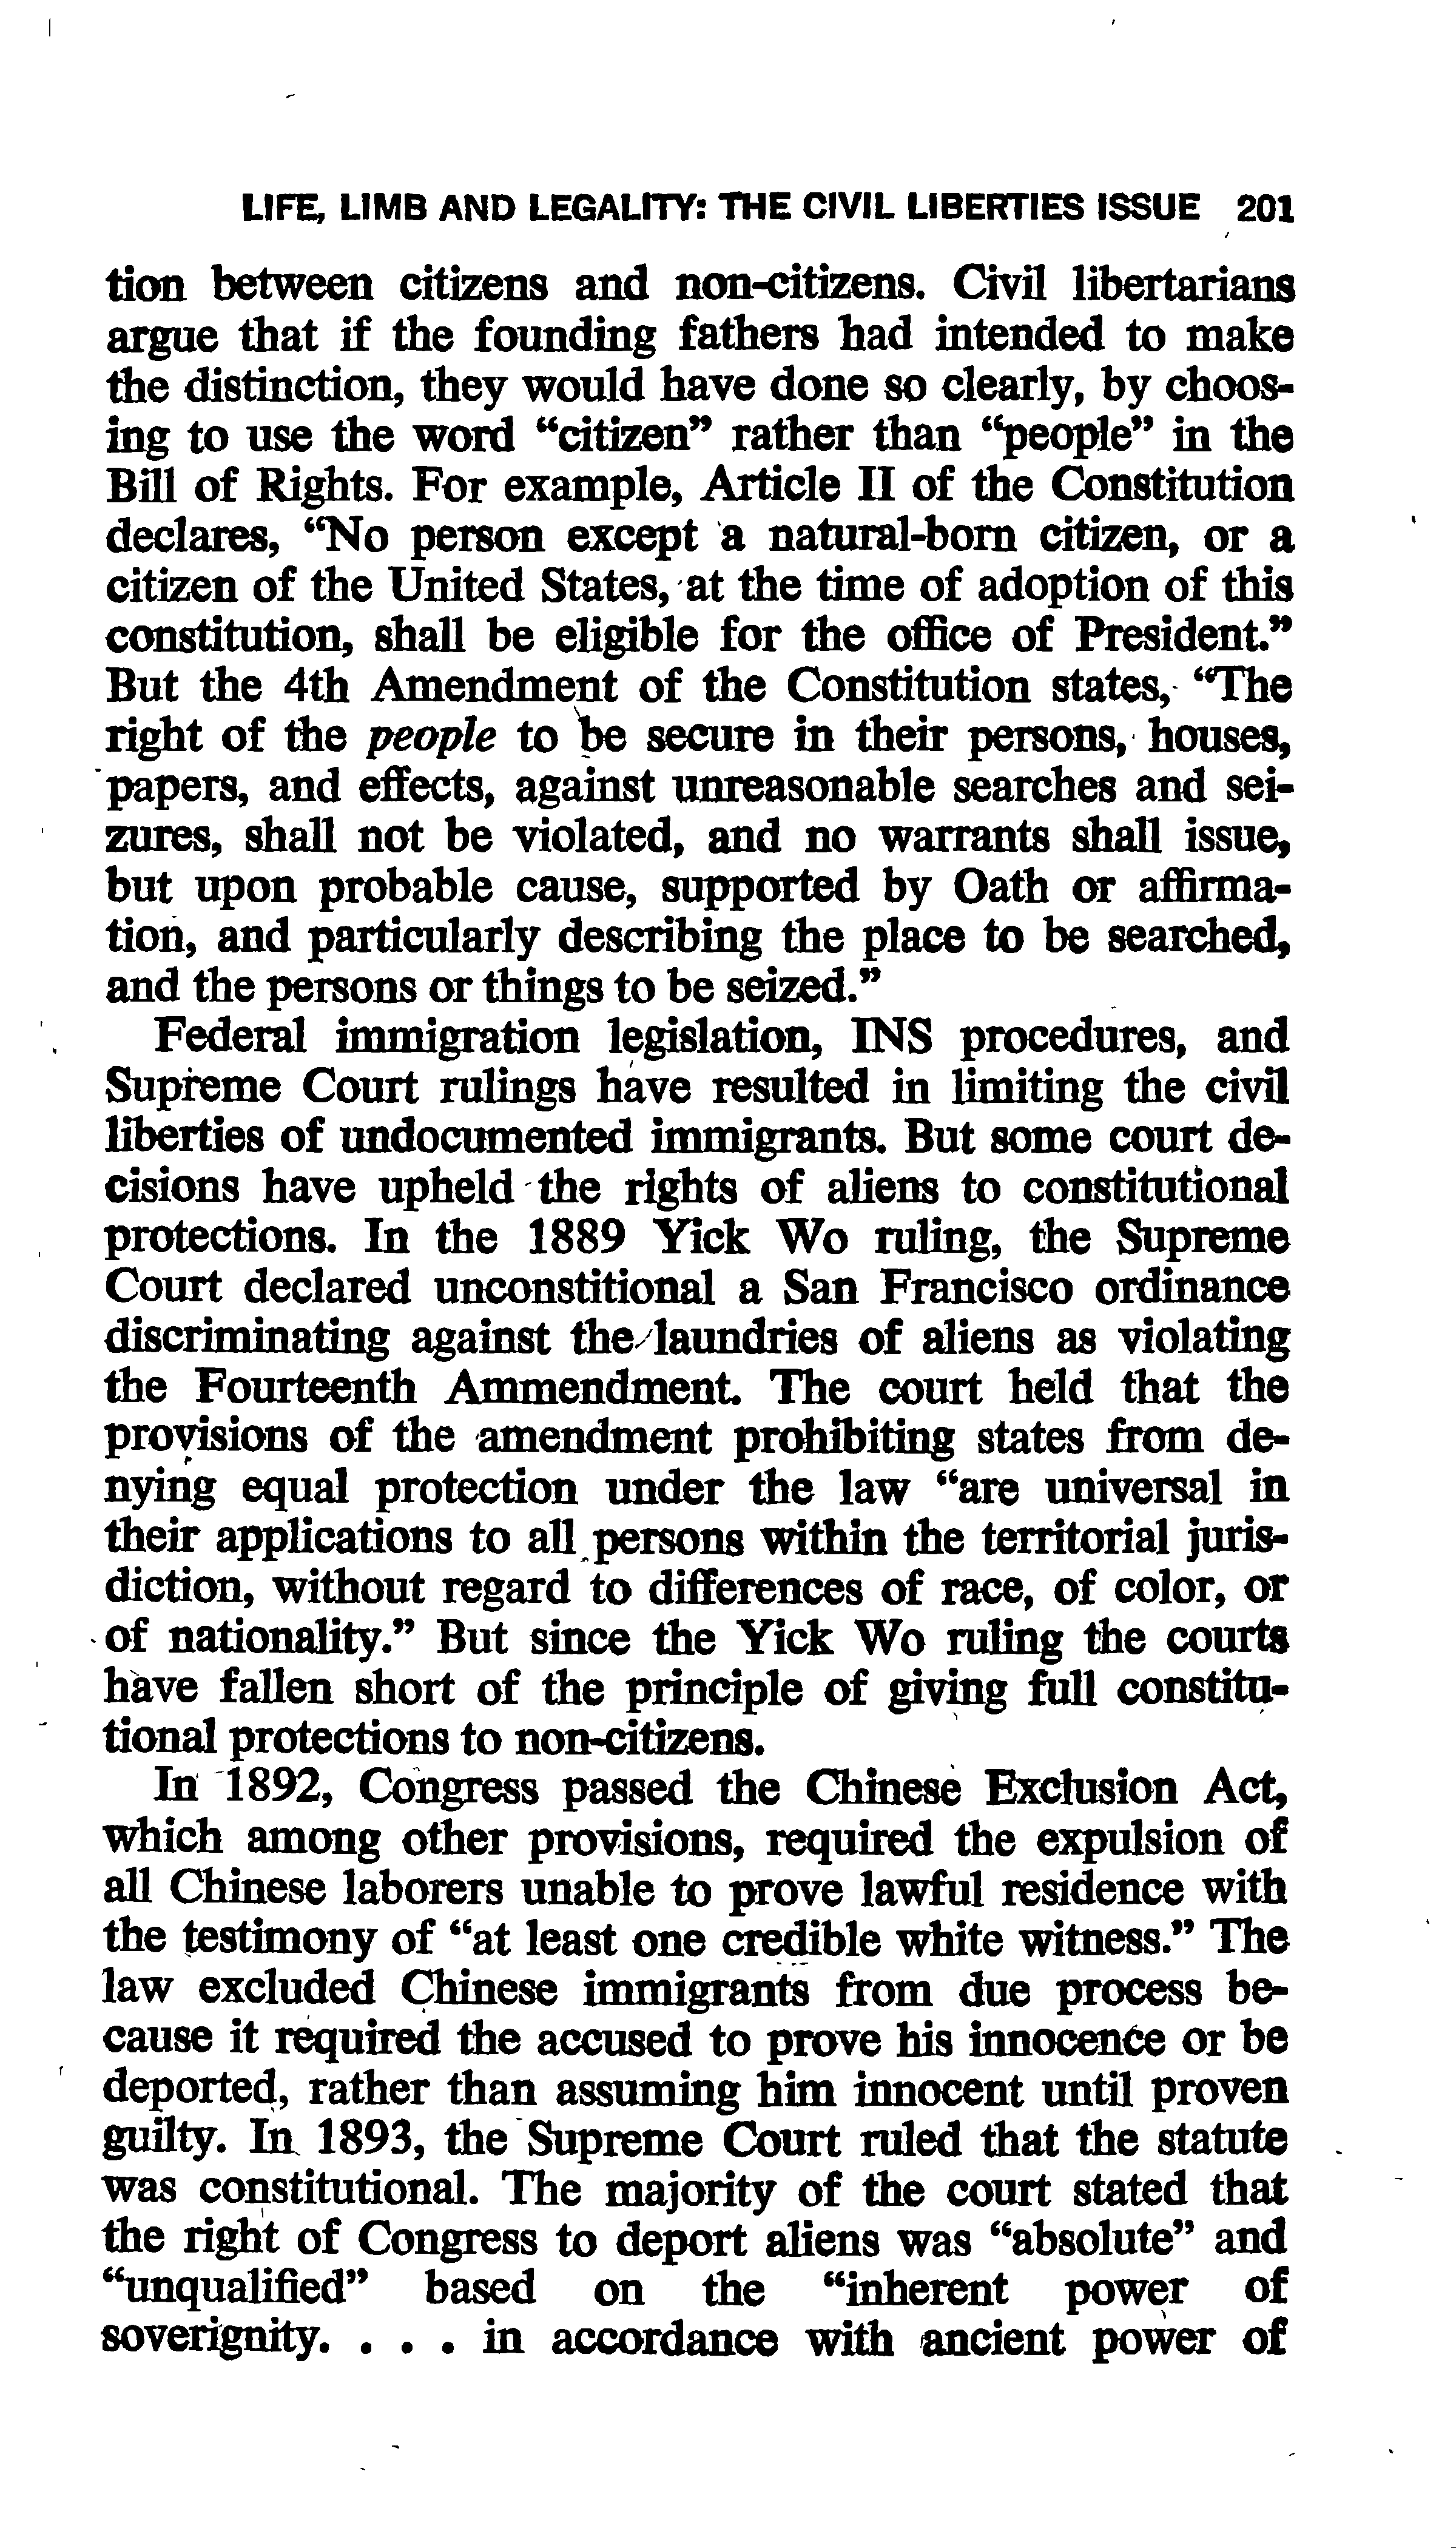 LIFE, LIMB AND LEGALITY: THE CIVIL LIBERTIES ISSUE 201
tion between citizens and non-citizens. Civil libertarians
argue that if the founding fathers had intended to make
the distinction, they would have done so clearly, by choos-
ing to use the word “citizen” rather than “people” in the
Bill of Rights. For example, Article II of the Constitution
declares, “No person except a natural-born citizen, or a
citizen of the United States, at the time of adoption of this
constitution, shall be eligible for the office of President.”
But the 4th Amendment of the Constitution states, “The
right of the people to be secure in their persons, houses,
papers, and effects, against unreasonable searches and sei-
zures, shall not be violated, and no warrants shall issue,
but upon probable cause, supported by Oath or affirma-
tion, and particularly describing the place to be searched,
and the persons or things to be seized.”
Federal immigration legislation, INS procedures, and
Supreme Court rulings have resulted in limiting the civil
liberties of undocumented immigrants. But some court de-
cisions have upheld the rights of aliens to constitutional
protections. In the 1889 Yick Wo ruling, the Supreme
Court declared unconstitional a San Francisco ordinance
discriminating against the laundries of aliens as violating
the Fourteenth Ammendment. The court held that the
provisions of the amendment prohibiting states from de-
nying equal protection under the law “are universal in
their applications to all persons within the territorial juris-
diction, without regard to differences of race, of color, or
of nationality.” But since the Yick Wo ruling the courts
have fallen short of the principle of giving full constitu-
tional protections to non-citizens.
In 1892, Congress passed the Chinese Exclusion Act,
which among other provisions, required the expulsion of
all Chinese laborers unable to prove lawful residence with
the testimony of “at least one credible white witness.” The
law excluded Chinese immigrants from due process be-
cause it required the accused to prove his innocence or be
deported, rather than assuming him innocent until proven
guilty. In 1893, the Supreme Court ruled that the statute
was constitutional. The majority of the court stated that
the right of Congress to deport aliens was “absolute” and
“unqualified” based on the “inherent power of
soverignity. . . . in accordance with ancient power of